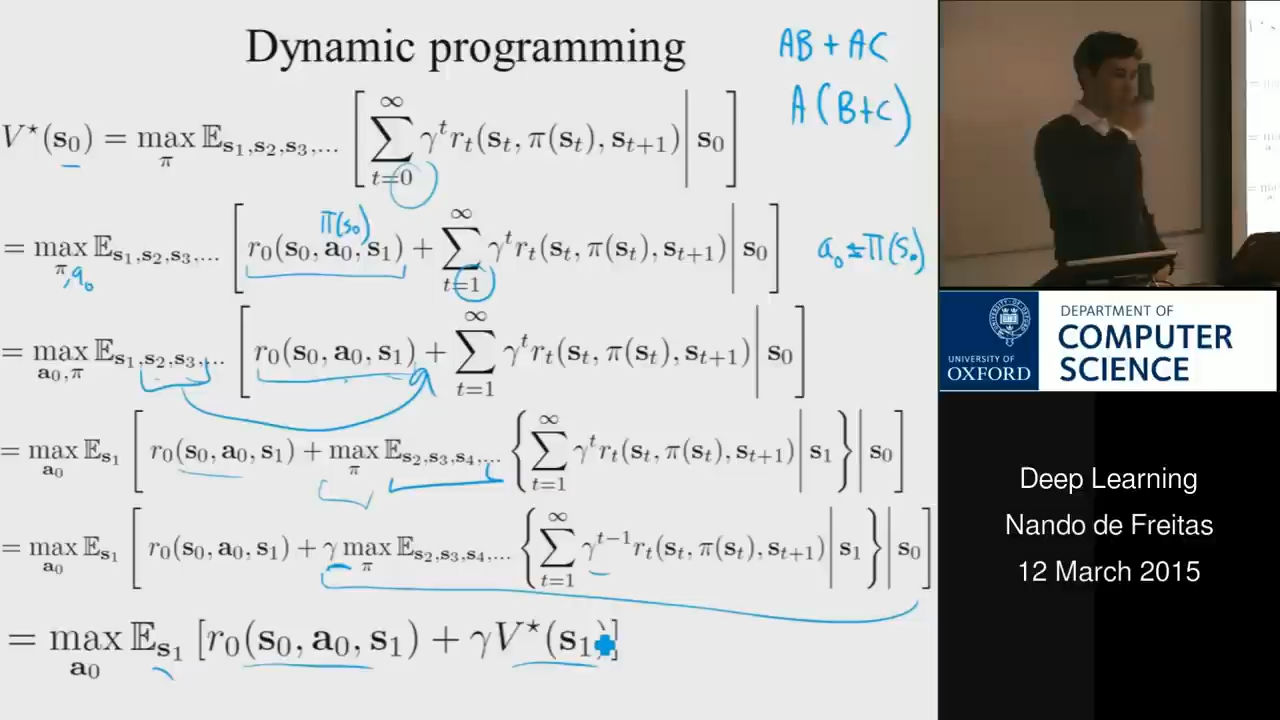 Dynamic programming
AB + AC
A(B+C)
V*(s₀) = max_π E_{s₁,s₂,s₃,…} [ ∑_{t=0}^{∞} γ^t r_t(s_t, π(s_t), s_{t+1}) | s₀ ]
π(s₀)
= max_{π,a₀} E_{s₁,s₂,s₃,…} [ r₀(s₀, a₀, s₁) + ∑_{t=1}^{∞} γ^t r_t(s_t, π(s_t), s_{t+1}) | s₀ ]
a₀ = π(s₀)
= max_{a₀,π} E_{s₁,s₂,s₃,…} [ r₀(s₀, a₀, s₁) + ∑_{t=1}^{∞} γ^t r_t(s_t, π(s_t), s_{t+1}) | s₀ ]
= max_{a₀} E_{s₁} [ r₀(s₀, a₀, s₁) + max_π E_{s₂,s₃,s₄,…} { ∑_{t=1}^{∞} γ^t r_t(s_t, π(s_t), s_{t+1}) | s₁ } | s₀ ]
= max_{a₀} E_{s₁} [ r₀(s₀, a₀, s₁) + γ max_π E_{s₂,s₃,s₄,…} { ∑_{t=1}^{∞} γ^{t−1} r_t(s_t, π(s_t), s_{t+1}) | s₁ } | s₀ ]
= max_{a₀} E_{s₁} [r₀(s₀, a₀, s₁) + γV*(s₁)]
UNIVERSITY OF
OXFORD
DEPARTMENT OF
COMPUTER
SCIENCE
Deep Learning
Nando de Freitas
12 March 2015